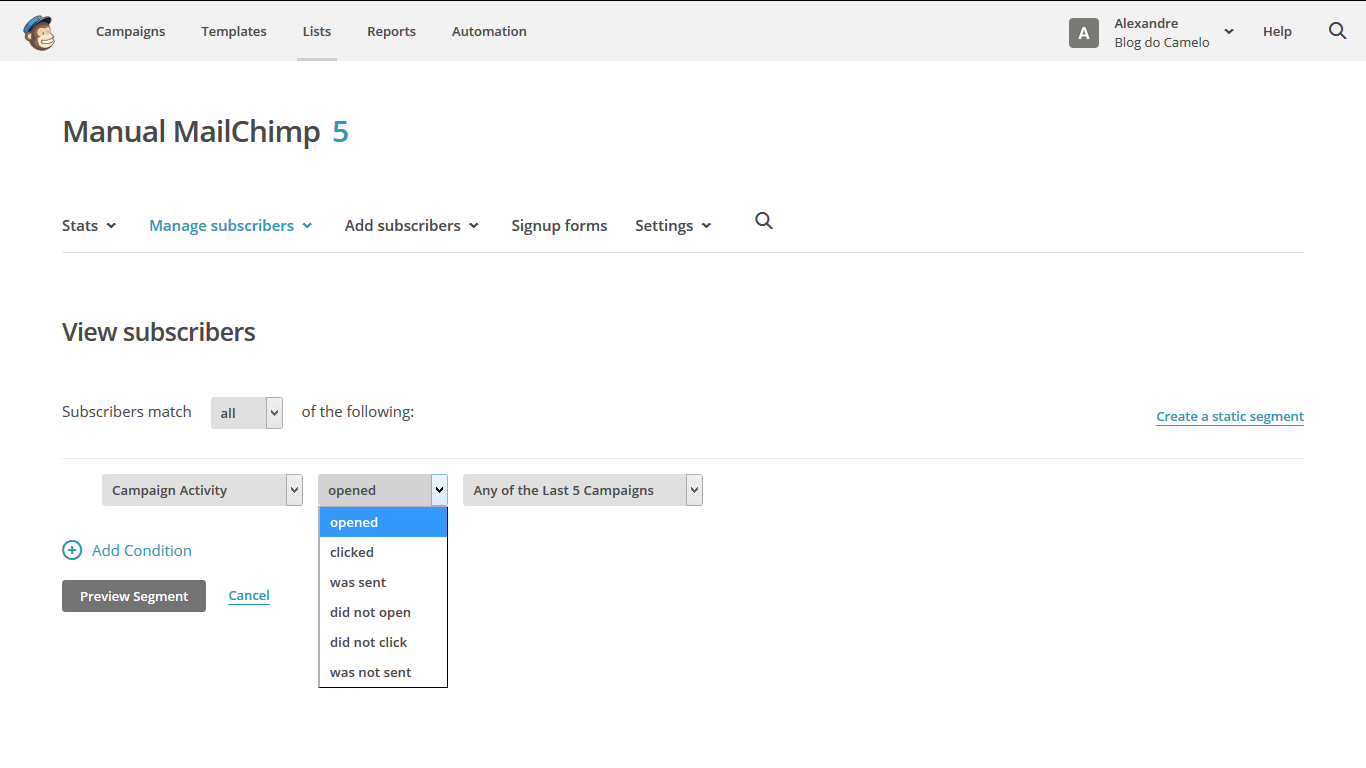 Campaigns Templates Lists Reports Automation A Alexandre Help
Blog do Camelo
Manual MailChimp 5
Stats Manage subscribers Add subscribers Signup forms Settings
View subscribers
Subscribers match all of the following:
Create a static segment
Campaign Activity opened Any of the Last 5 Campaigns
opened
clicked
was sent
did not open
did not click
was not sent
Add Condition
Preview Segment Cancel